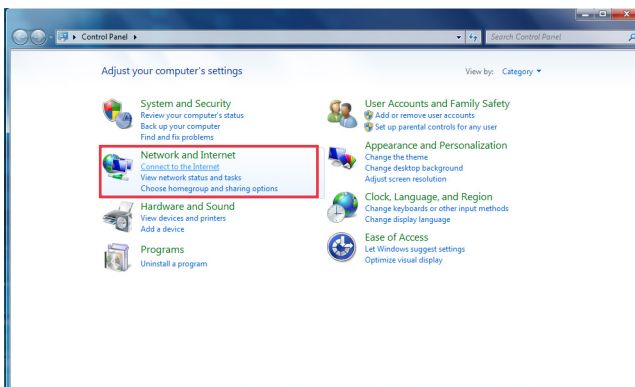 Control Panel
Search Control Panel
Adjust your computer's settings
View by: Category
System and Security
Review your computer's status
Back up your computer
Find and fix problems
Network and Internet
Connect to the Internet
View network status and tasks
Choose homegroup and sharing options
Hardware and Sound
View devices and printers
Add a device
Programs
Uninstall a program
User Accounts and Family Safety
Add or remove user accounts
Set up parental controls for any user
Appearance and Personalization
Change the theme
Change desktop background
Adjust screen resolution
Clock, Language, and Region
Change keyboards or other input methods
Change display language
Ease of Access
Let Windows suggest settings
Optimize visual display